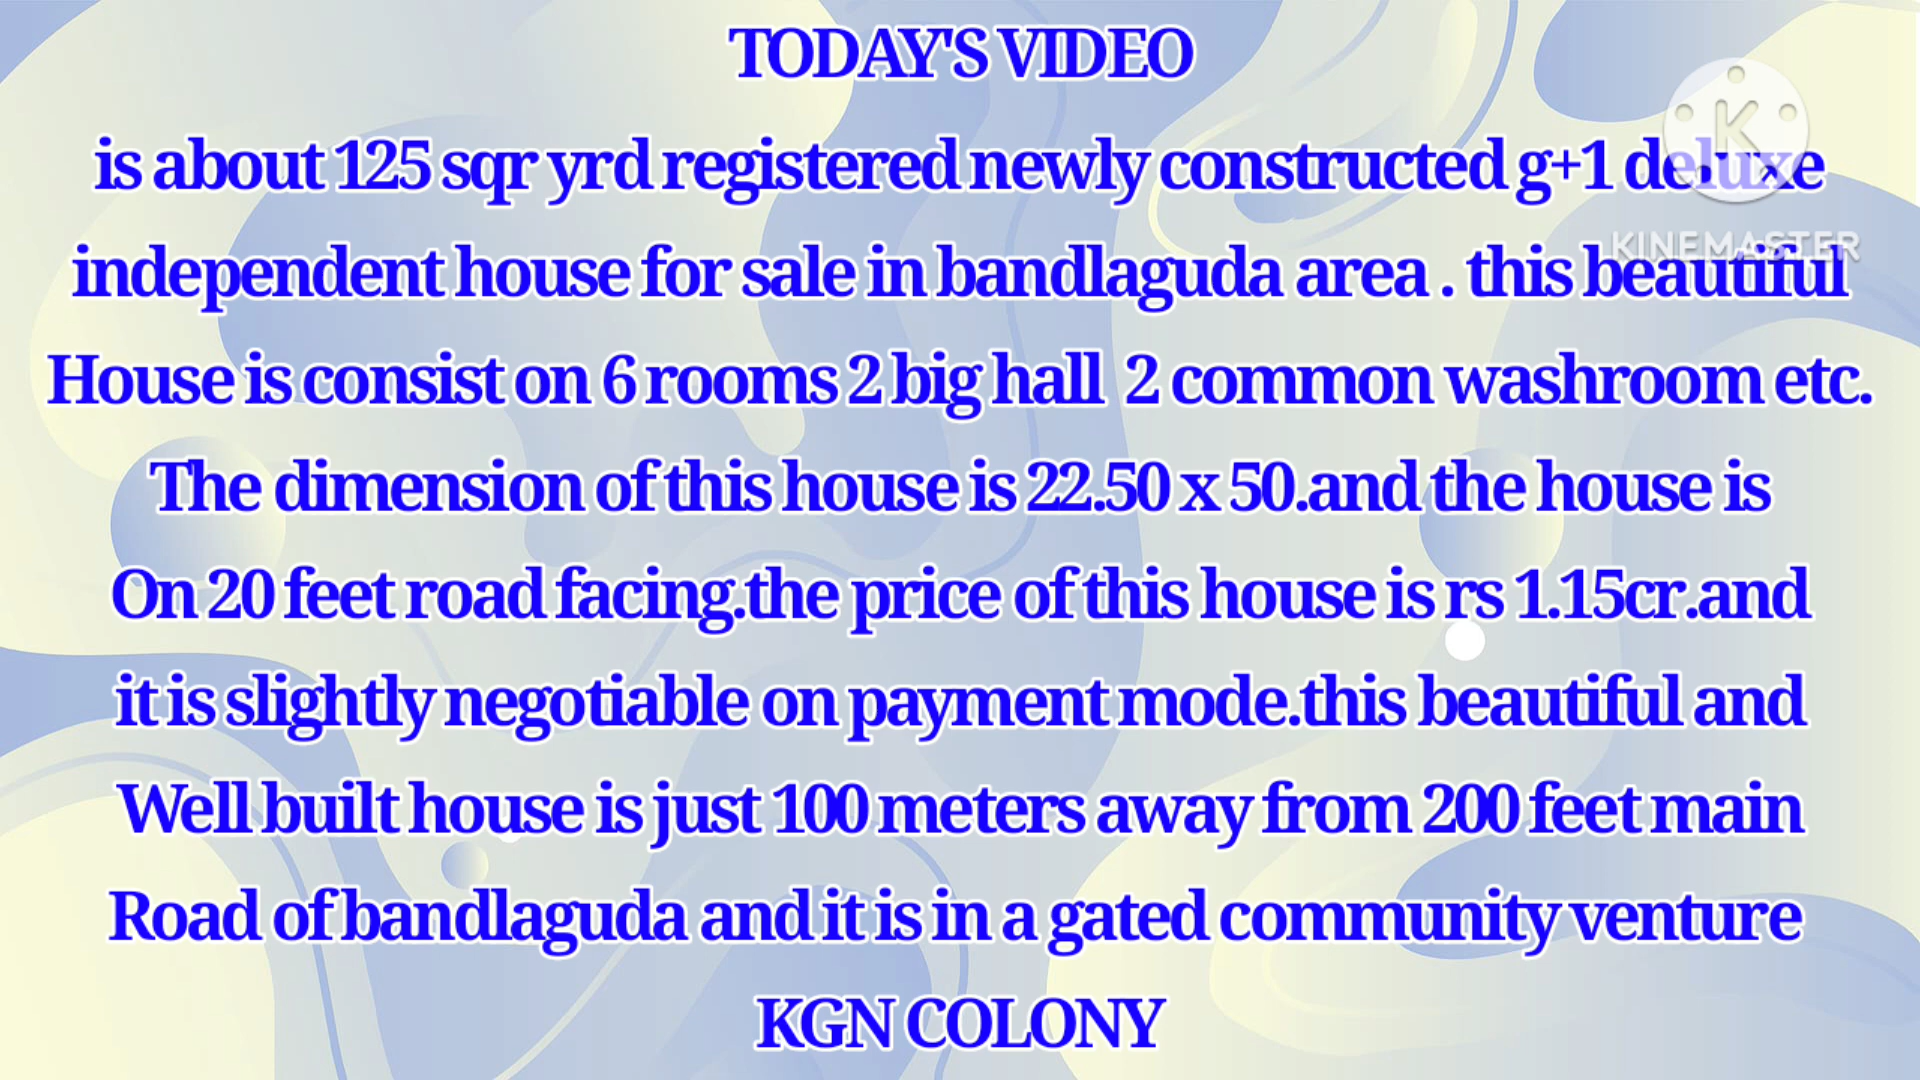 TODAY'S VIDEO
is about 125 sqr yrd registered newly constructed g+1 deluxe
independent house for sale in bandlaguda area . this beautiful
House is consist on 6 rooms 2 big hall 2 common washroom etc.
The dimension of this house is 22.50 x 50.and the house is
On 20 feet road facing.the price of this house is rs 1.15cr.and
it is slightly negotiable on payment mode.this beautiful and
Well built house is just 100 meters away from 200 feet main
Road of bandlaguda and it is in a gated community venture
KGN COLONY
K
KINEMASTER